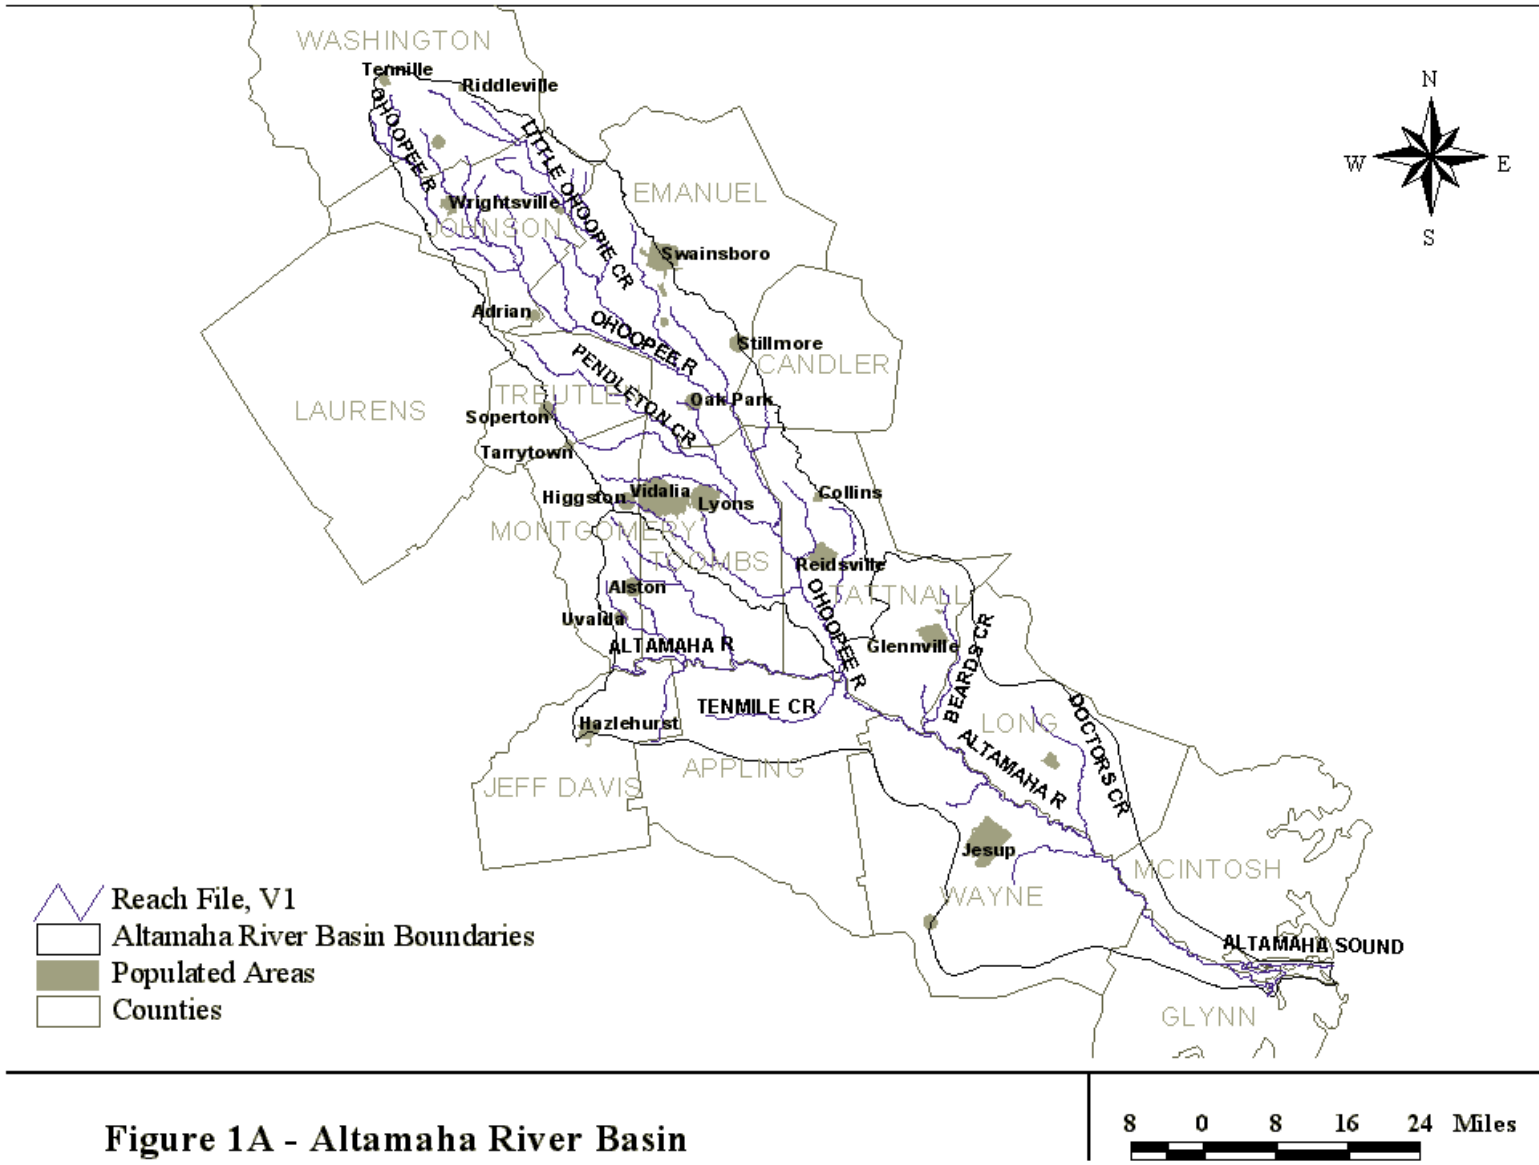 WASHINGTON
Tennille
Riddleville
N
W
E
S
OHOOPEE R
LITTLE OHOOPIE CR
EMANUEL
Wrightsville
JOHNSON
Swainsboro
Adrian
OHOOPEE R
Stillmore
PENDLETON CR
CANDLER
TREUTLEN
LAURENS
Oak Park
Soperton
Tarrytown
Higgston
Vidalia
Lyons
Collins
MONTGOMERY
TOOMBS
Reidsville
Alston
OHOOPEE R
TATTNALL
Uvalda
ALTAMAHA R
Glennville
BEARDS CR
TENMILE CR
Hazlehurst
LONG
DOCTORS CR
ALTAMAHA R
APPLING
JEFF DAVIS
Jesup
MCINTOSH
WAYNE
ALTAMAHA SOUND
GLYNN
Reach File, V1
Altamaha River Basin Boundaries
Populated Areas
Counties
Figure 1A - Altamaha River Basin
8 0 8 16 24 Miles